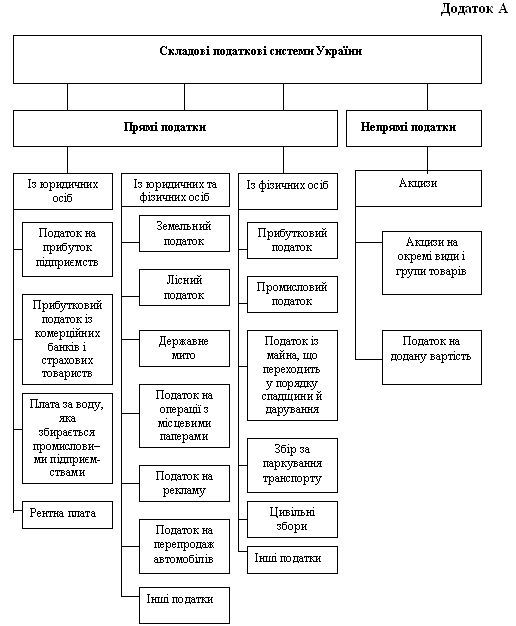 Додаток А
Складові податкові системи України
Прямі податки
Непрямі податки
Із юридичних
осіб
Податок на
прибуток
підприємств
Прибутковий
податок із
комерційних
банків і
страхових
товариств
Плата за воду,
яка
збирається
промислови–
ми підприєм-
ствами
Рентна плата
Із юридичних та
фізичних осіб
Земельний
податок
Лісний
податок
Державне
мито
Податок на
операції з
місцевими
паперами
Податок на
рекламу
Податок на
перепродаж
автомобілів
Інші податки
Із фізичних осіб
Прибутковий
податок
Промисловий
податок
Податок із
майна, що
переходить
у порядку
спадщини й
дарування
Збір за
паркування
транспорту
Цивільні
збори
Інші податки
Акцизи
Акцизи на
окремі види і
групи товарів
Податок на
додану вартість